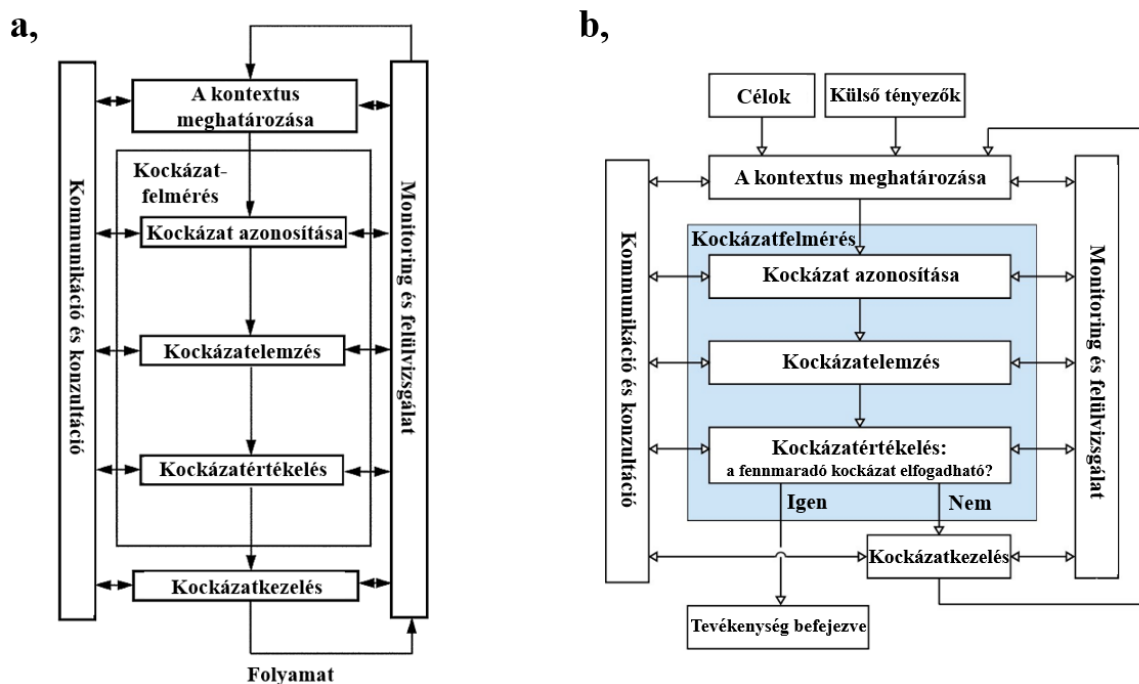 a,
A kontextus
meghatározása
Kockázat-
felmérés
Kockázat azonosítása
Kockázatelemzés
Kockázatértékelés
Kockázatkezelés
Folyamat
Kommunikáció és konzultáció
Monitoring és felülvizsgálat
b,
Célok
Külső tényezők
A kontextus meghatározása
Kockázatfelmérés
Kockázat azonosítása
Kockázatelemzés
Kockázatértékelés:
a fennmaradó kockázat elfogadható?
Igen
Nem
Kockázatkezelés
Tevékenység befejezve
Kommunikáció és konzultáció
Monitoring és felülvizsgálat